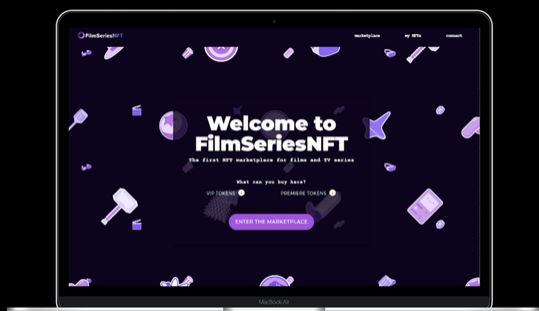 FilmSeriesNFT
marketplace
my NFTs
connect
Welcome to
FilmSeriesNFT
The first NFT marketplace for films and TV series
What can you buy here?
VIP TOKENS
PREMIERE TOKENS
ENTER THE MARKETPLACE
MacBook Air